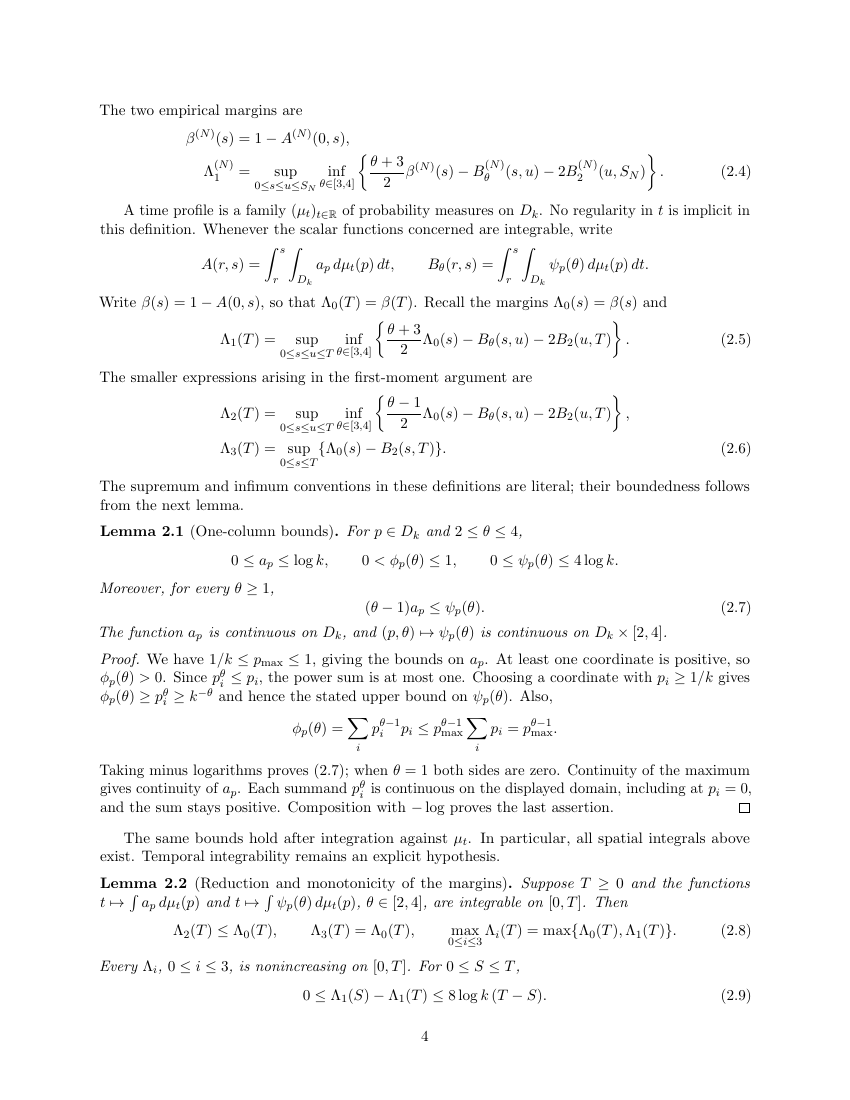 The two empirical margins are
β^{(N)}(s) = 1 − A^{(N)}(0, s),
Λ_1^{(N)} = sup_{0≤s≤u≤S_N} inf_{θ∈[3,4]} { (θ + 3)/2 β^{(N)}(s) − B_θ^{(N)}(s, u) − 2B_2^{(N)}(u, S_N) } . (2.4)
A time profile is a family (μ_t)_{t∈ℝ} of probability measures on D_k. No regularity in t is implicit in
this definition. Whenever the scalar functions concerned are integrable, write
A(r, s) = ∫_r^s ∫_{D_k} a_p dμ_t(p) dt, B_θ(r, s) = ∫_r^s ∫_{D_k} ψ_p(θ) dμ_t(p) dt.
Write β(s) = 1 − A(0, s), so that Λ_0(T) = β(T). Recall the margins Λ_0(s) = β(s) and
Λ_1(T) = sup_{0≤s≤u≤T} inf_{θ∈[3,4]} { (θ + 3)/2 Λ_0(s) − B_θ(s, u) − 2B_2(u, T) } . (2.5)
The smaller expressions arising in the first-moment argument are
Λ_2(T) = sup_{0≤s≤u≤T} inf_{θ∈[3,4]} { (θ − 1)/2 Λ_0(s) − B_θ(s, u) − 2B_2(u, T) } ,
Λ_3(T) = sup_{0≤s≤T} {Λ_0(s) − B_2(s, T)}. (2.6)
The supremum and infimum conventions in these definitions are literal; their boundedness follows
from the next lemma.
Lemma 2.1 (One-column bounds). For p ∈ D_k and 2 ≤ θ ≤ 4,
0 ≤ a_p ≤ log k, 0 < ϕ_p(θ) ≤ 1, 0 ≤ ψ_p(θ) ≤ 4 log k.
Moreover, for every θ ≥ 1,
(θ − 1)a_p ≤ ψ_p(θ). (2.7)
The function a_p is continuous on D_k, and (p, θ) ↦ ψ_p(θ) is continuous on D_k × [2, 4].
Proof. We have 1/k ≤ p_max ≤ 1, giving the bounds on a_p. At least one coordinate is positive, so
ϕ_p(θ) > 0. Since p_i^θ ≤ p_i, the power sum is at most one. Choosing a coordinate with p_i ≥ 1/k gives
ϕ_p(θ) ≥ p_i^θ ≥ k^{−θ} and hence the stated upper bound on ψ_p(θ). Also,
ϕ_p(θ) = ∑_i p_i^{θ−1} p_i ≤ p_max^{θ−1} ∑_i p_i = p_max^{θ−1}.
Taking minus logarithms proves (2.7); when θ = 1 both sides are zero. Continuity of the maximum
gives continuity of a_p. Each summand p_i^θ is continuous on the displayed domain, including at p_i = 0,
and the sum stays positive. Composition with − log proves the last assertion. □
The same bounds hold after integration against μ_t. In particular, all spatial integrals above
exist. Temporal integrability remains an explicit hypothesis.
Lemma 2.2 (Reduction and monotonicity of the margins). Suppose T ≥ 0 and the functions
t ↦ ∫ a_p dμ_t(p) and t ↦ ∫ ψ_p(θ) dμ_t(p), θ ∈ [2, 4], are integrable on [0, T]. Then
Λ_2(T) ≤ Λ_0(T), Λ_3(T) = Λ_0(T), max_{0≤i≤3} Λ_i(T) = max{Λ_0(T), Λ_1(T)}. (2.8)
Every Λ_i, 0 ≤ i ≤ 3, is nonincreasing on [0, T]. For 0 ≤ S ≤ T,
0 ≤ Λ_1(S) − Λ_1(T) ≤ 8 log k (T − S). (2.9)
4